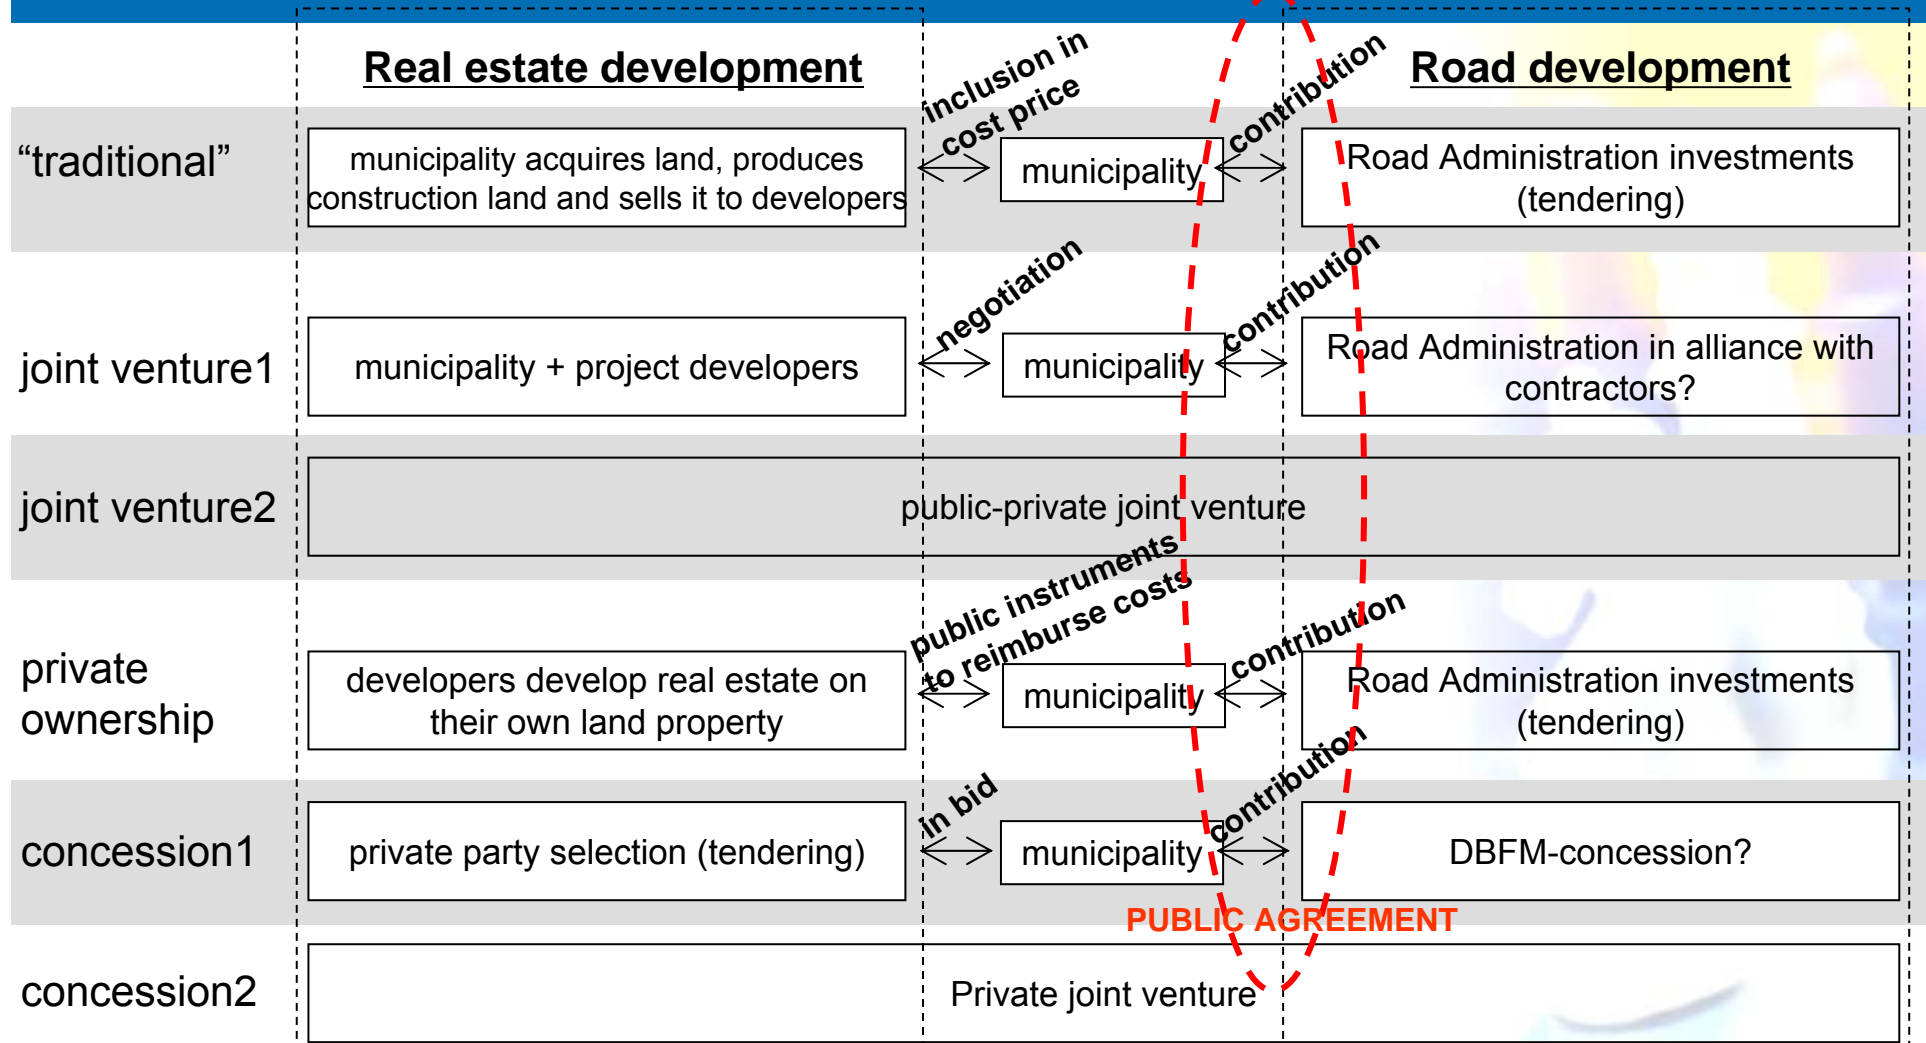 Real estate development
inclusion in
cost price
contribution
Road development
“traditional”
municipality acquires land, produces
construction land and sells it to developers
municipality
Road Administration investments
(tendering)
negotiation
contribution
joint venture1
municipality + project developers
municipality
Road Administration in alliance with
contractors?
joint venture2
public-private joint venture
public instruments
to reimburse costs
contribution
private
ownership
developers develop real estate on
their own land property
municipality
Road Administration investments
(tendering)
in bid
contribution
concession1
private party selection (tendering)
municipality
DBFM-concession?
PUBLIC AGREEMENT
concession2
Private joint venture